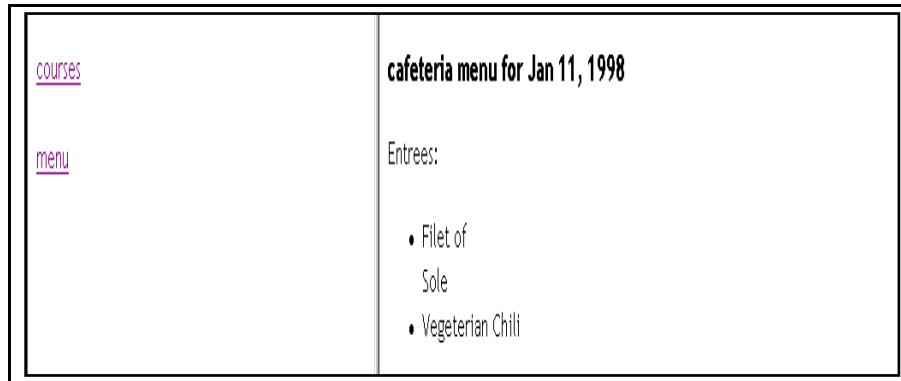 courses
menu
cafeteria menu for Jan 11, 1998
Entrees:
• Filet of
Sole
• Vegeterian Chili